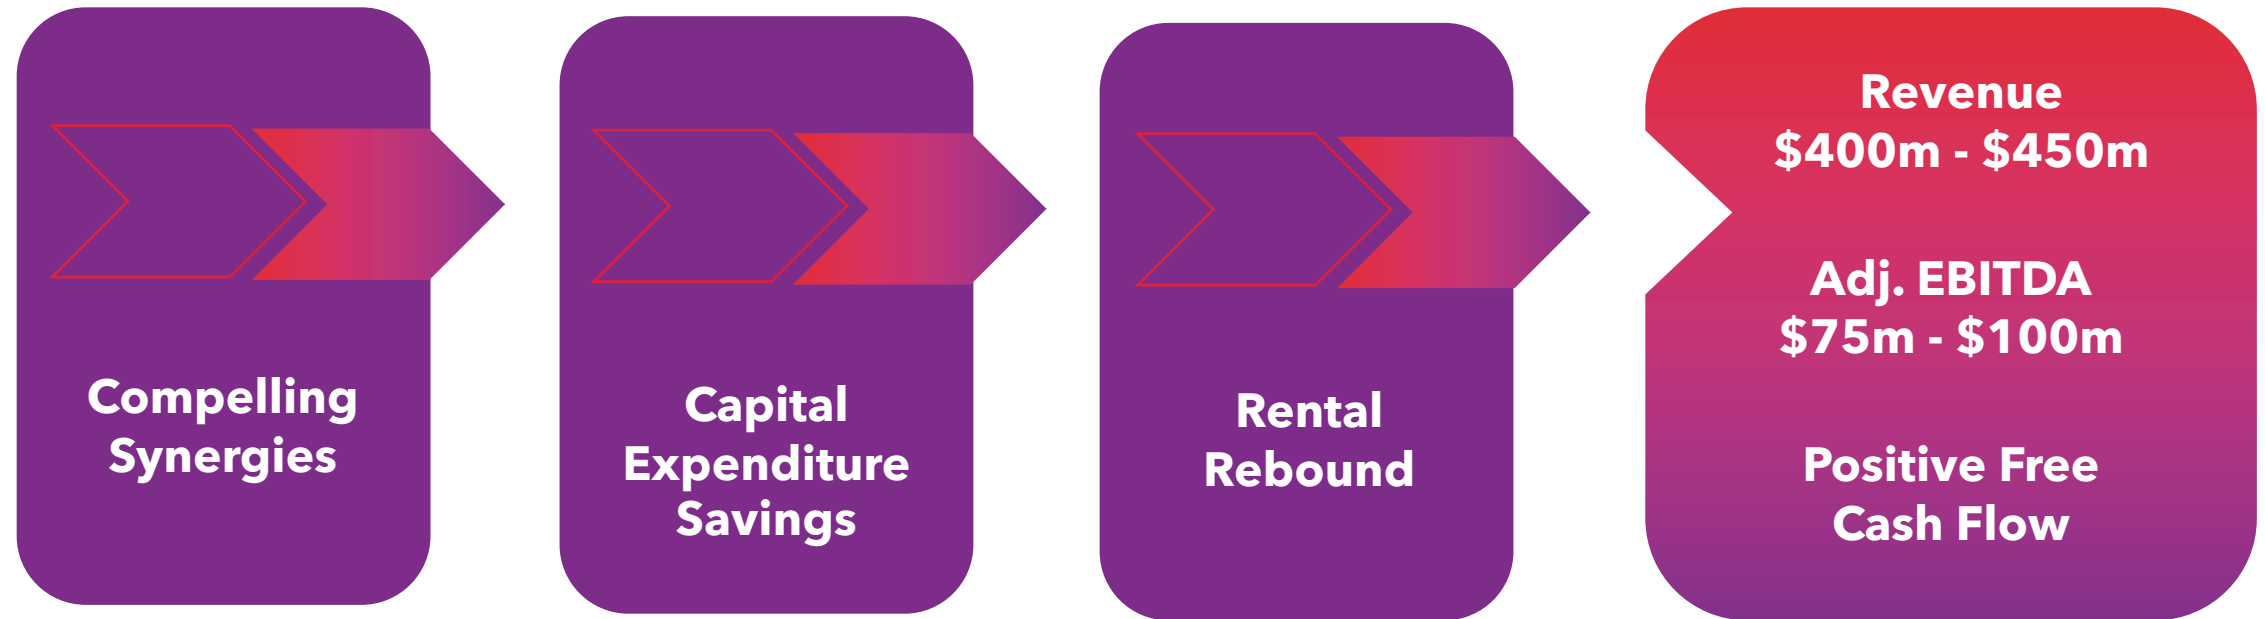 Compelling
Synergies
Capital
Expenditure
Savings
Rental
Rebound
Revenue
$400m - $450m
Adj. EBITDA
$75m - $100m
Positive Free
Cash Flow